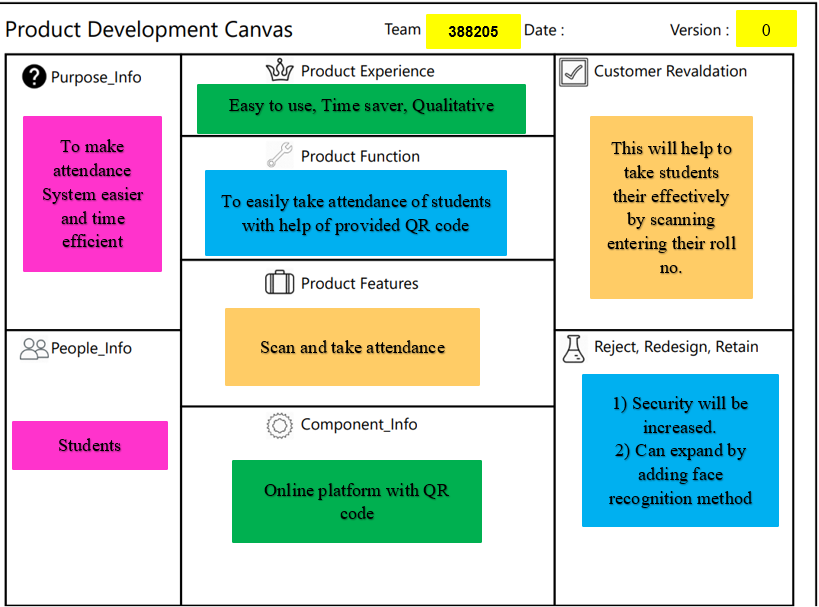 Product Development Canvas
Team
388205
Date :
Version :
0
Purpose_Info
To make
attendance
System easier
and time
efficient
People_Info
Students
Product Experience
Easy to use, Time saver, Qualitative
Product Function
To easily take attendance of students
with help of provided QR code
Product Features
Scan and take attendance
Component_Info
Online platform with QR
code
Customer Revaldation
This will help to
take students
their effectively
by scanning
entering their roll
no.
Reject, Redesign, Retain
1) Security will be
increased.
2) Can expand by
adding face
recognition method